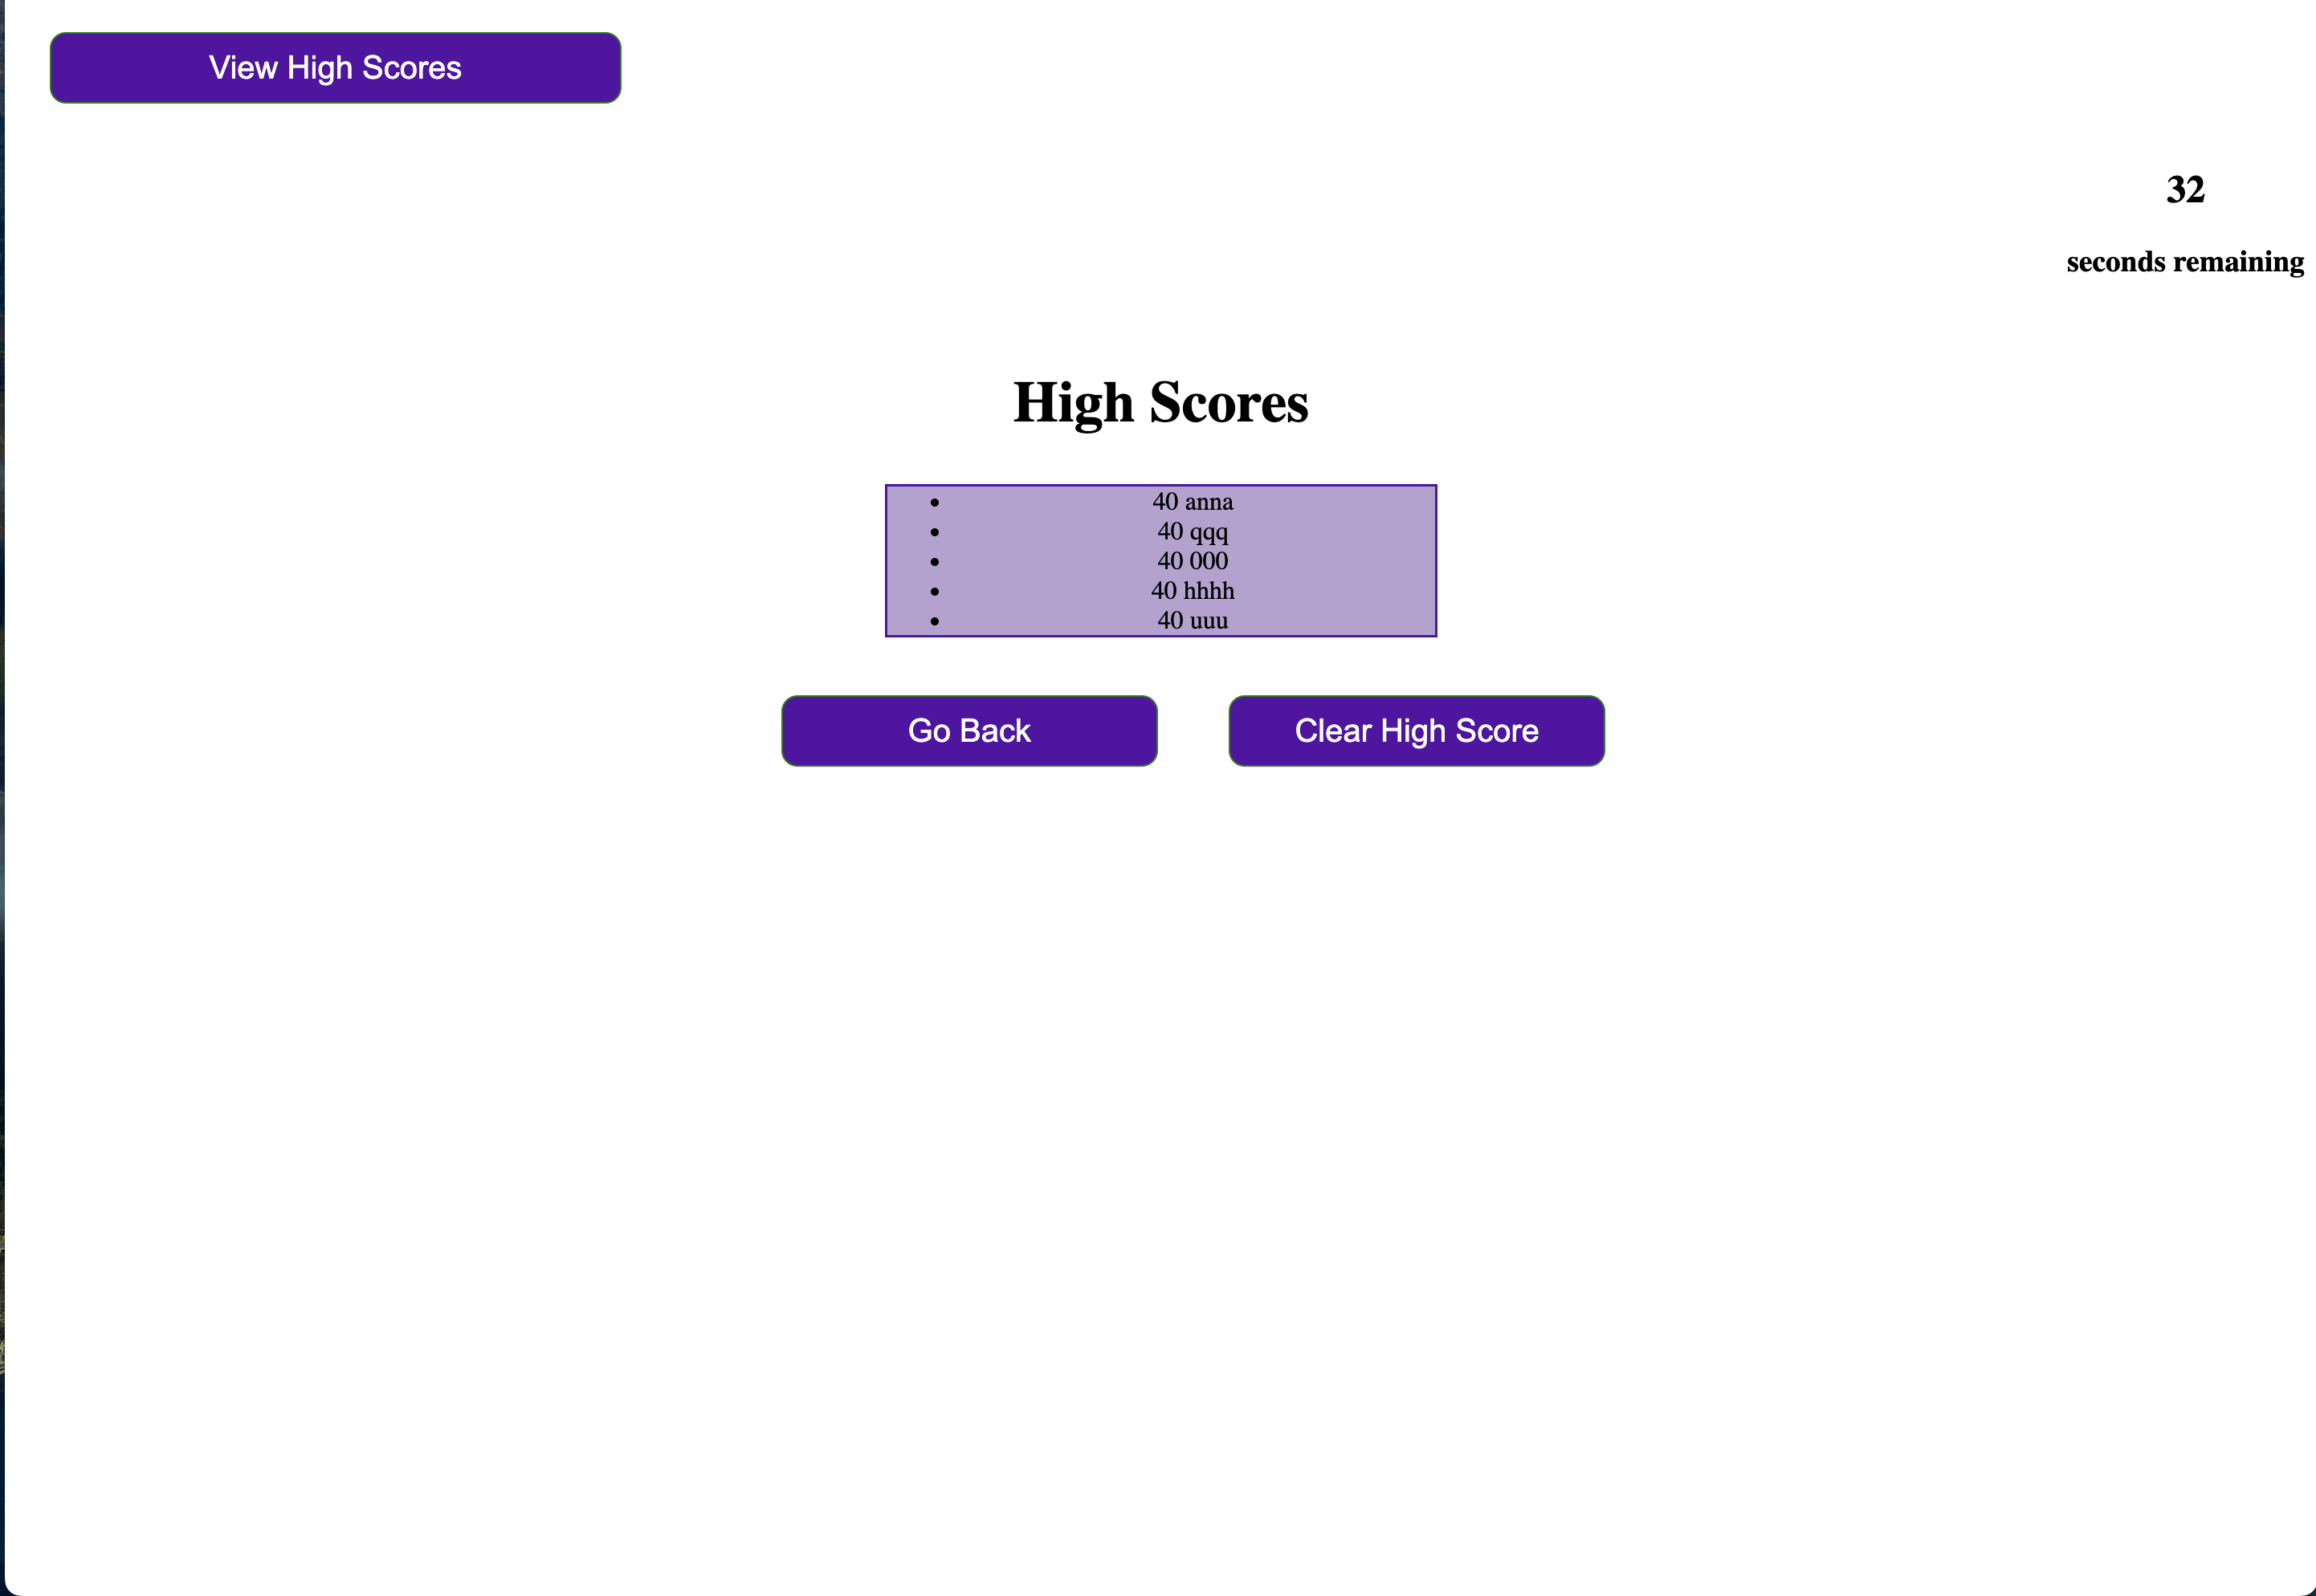 View High Scores
32
seconds remaining
High Scores
40 anna
40 qqq
40 000
40 hhhh
40 uuu
Go Back
Clear High Score